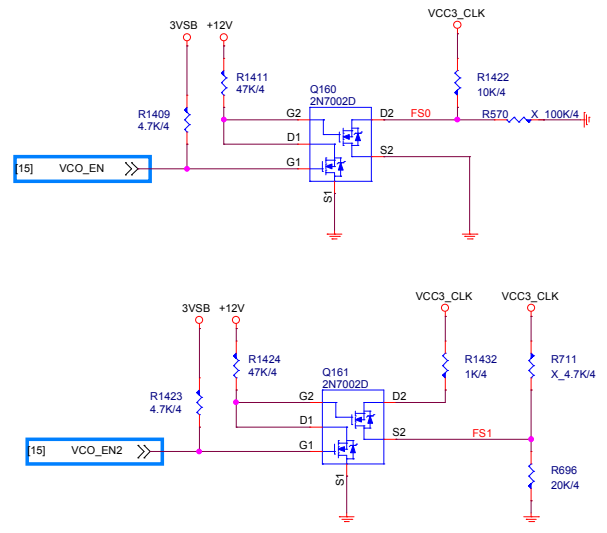 VCC3_CLK
3VSB +12V
R1411
47K/4
R1422
10K/4
Q160
2N7002D
R1409
4.7K/4
G2
D2
FS0
R570
X_100K/4
D1
S2
[15] VCO_EN
G1
S1
3VSB +12V
VCC3_CLK
VCC3_CLK
R1424
47K/4
R1432
1K/4
R711
X_4.7K/4
Q161
2N7002D
R1423
4.7K/4
G2
D2
D1
S2
FS1
[15] VCO_EN2
G1
S1
R696
20K/4